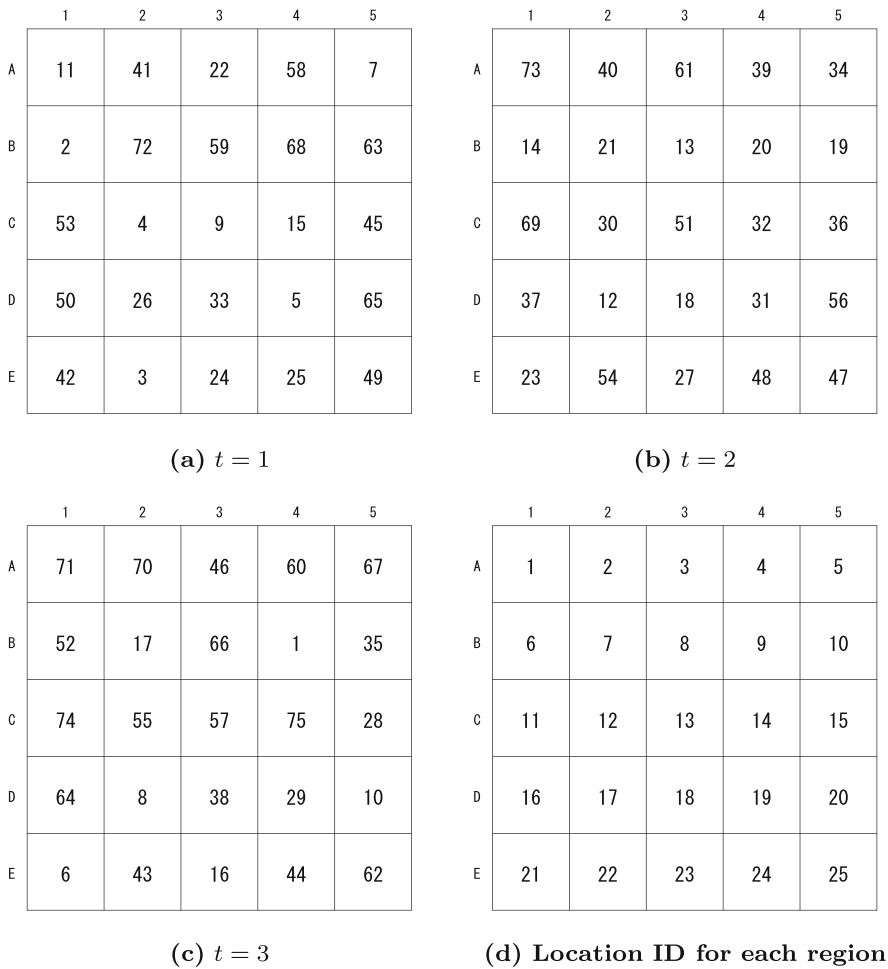 1 2 3 4 5
A 11 41 22 58 7
B 2 72 59 68 63
C 53 4 9 15 45
D 50 26 33 5 65
E 42 3 24 25 49
(a) t = 1
1 2 3 4 5
A 73 40 61 39 34
B 14 21 13 20 19
C 69 30 51 32 36
D 37 12 18 31 56
E 23 54 27 48 47
(b) t = 2
1 2 3 4 5
A 71 70 46 60 67
B 52 17 66 1 35
C 74 55 57 75 28
D 64 8 38 29 10
E 6 43 16 44 62
(c) t = 3
1 2 3 4 5
A 1 2 3 4 5
B 6 7 8 9 10
C 11 12 13 14 15
D 16 17 18 19 20
E 21 22 23 24 25
(d) Location ID for each region